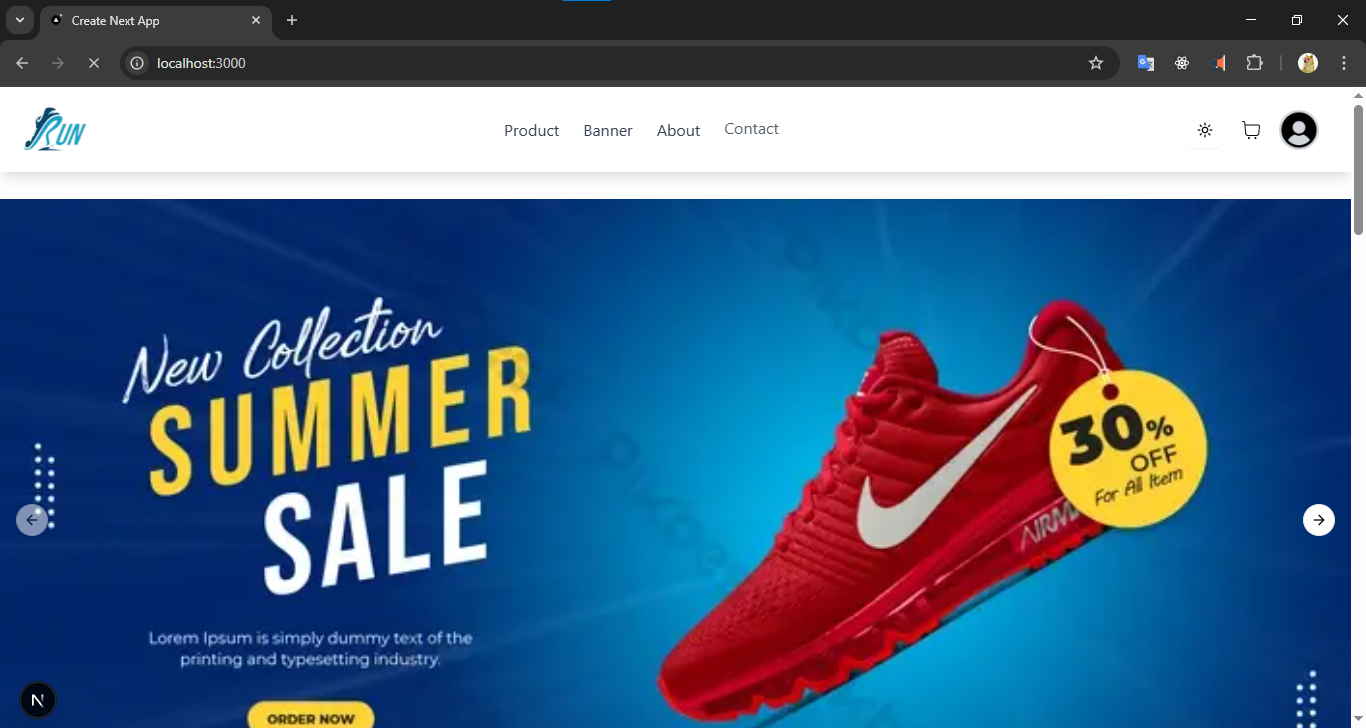 Create Next App
localhost:3000
RUN
Product Banner About Contact
New Collection
SUMMER
SALE
30%
OFF
For All Item
Lorem Ipsum is simply dummy text of the
printing and typesetting industry.
ORDER NOW
N